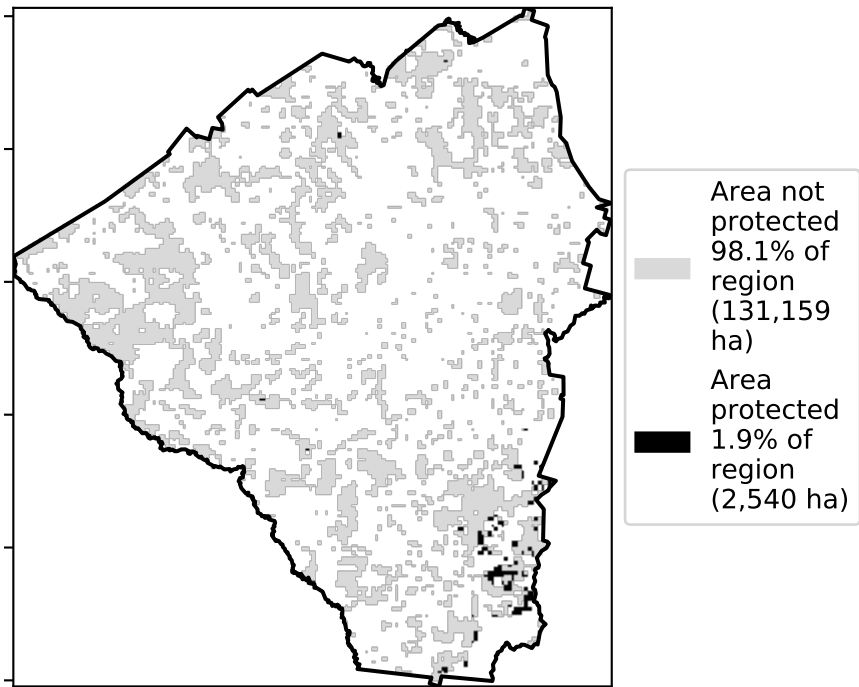 Area not
protected
98.1% of
region
(131,159
ha)
Area
protected
1.9% of
region
(2,540 ha)